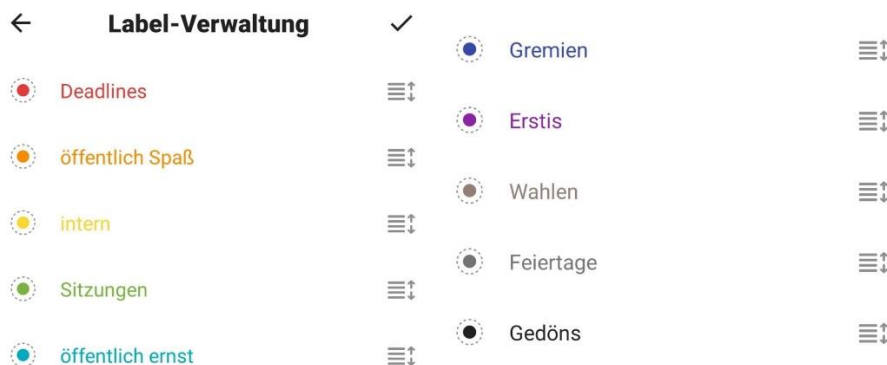 Label-Verwaltung
Deadlines
öffentlich Spaß
intern
Sitzungen
öffentlich ernst
Gremien
Erstis
Wahlen
Feiertage
Gedöns